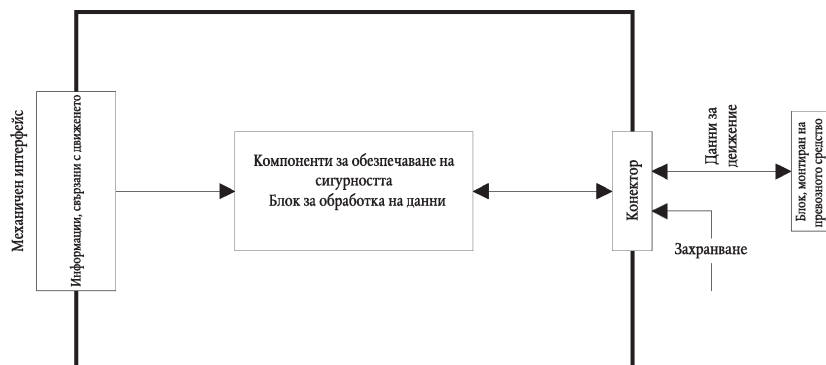 Механичен интерфейс
Информации, свързани с движенето
Компоненти за обезпечаване на
сигурността
Блок за обработка на данни
Конектор
Данни за
деижение
Захранване
Блок, монтиран на
превозното средство